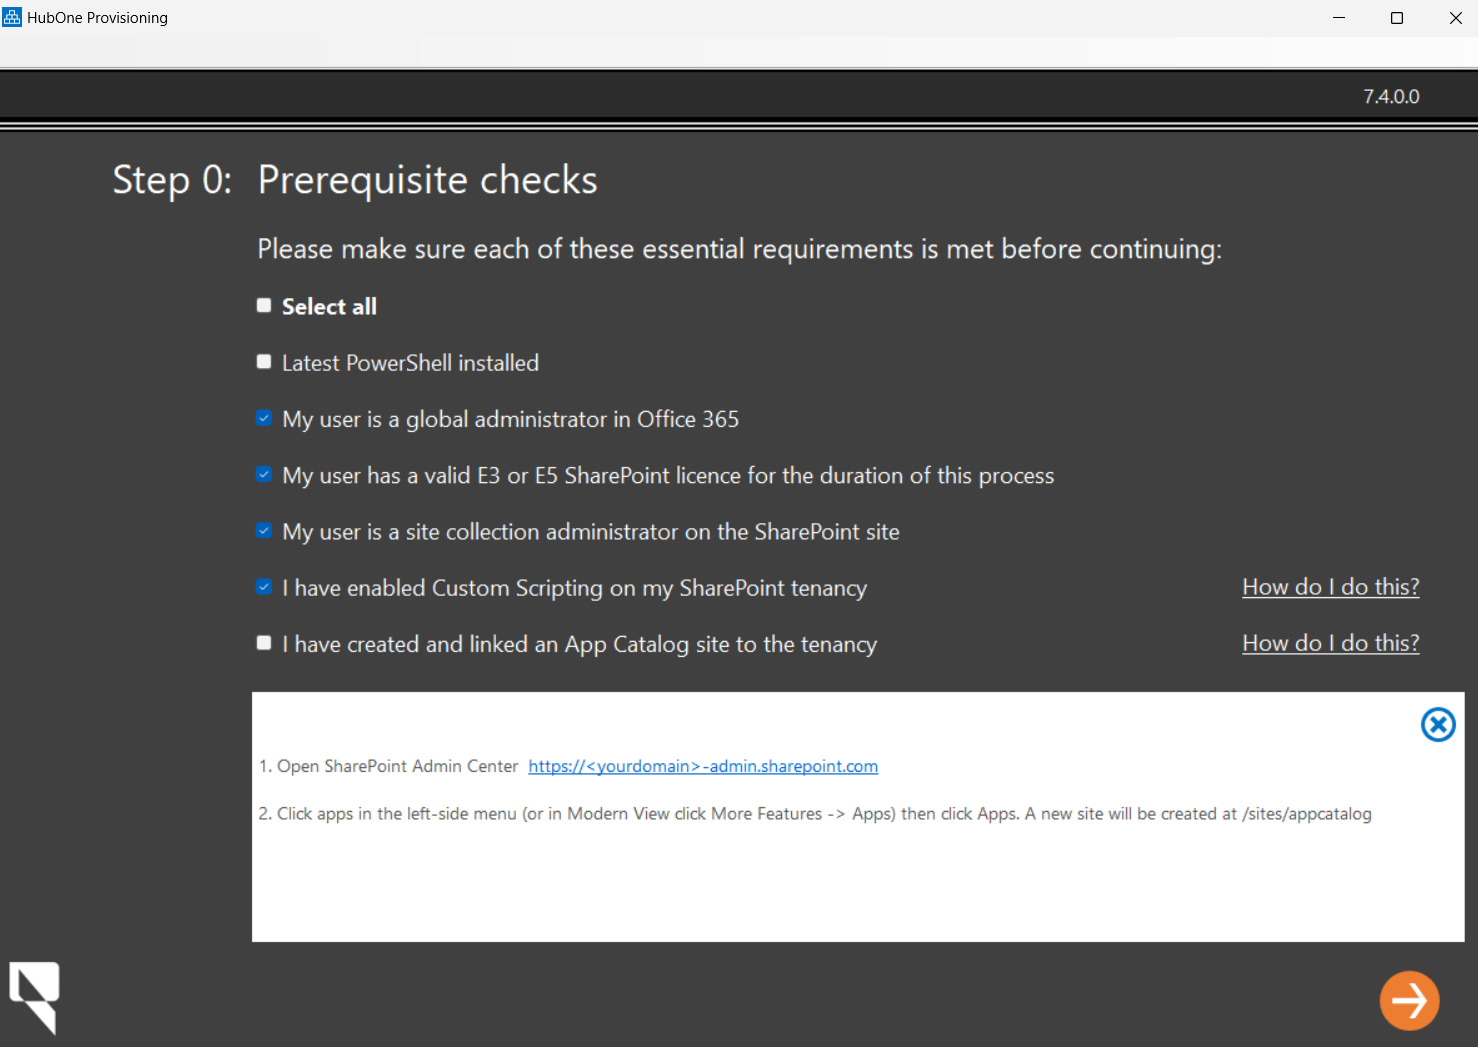 HubOne Provisioning
7.4.0.0
Step 0: Prerequisite checks
Please make sure each of these essential requirements is met before continuing:
Select all
Latest PowerShell installed
My user is a global administrator in Office 365
My user has a valid E3 or E5 SharePoint licence for the duration of this process
My user is a site collection administrator on the SharePoint site
I have enabled Custom Scripting on my SharePoint tenancy How do I do this?
I have created and linked an App Catalog site to the tenancy How do I do this?
1. Open SharePoint Admin Center https://<yourdomain>-admin.sharepoint.com
2. Click apps in the left-side menu (or in Modern View click More Features -> Apps) then click Apps. A new site will be created at /sites/appcatalog